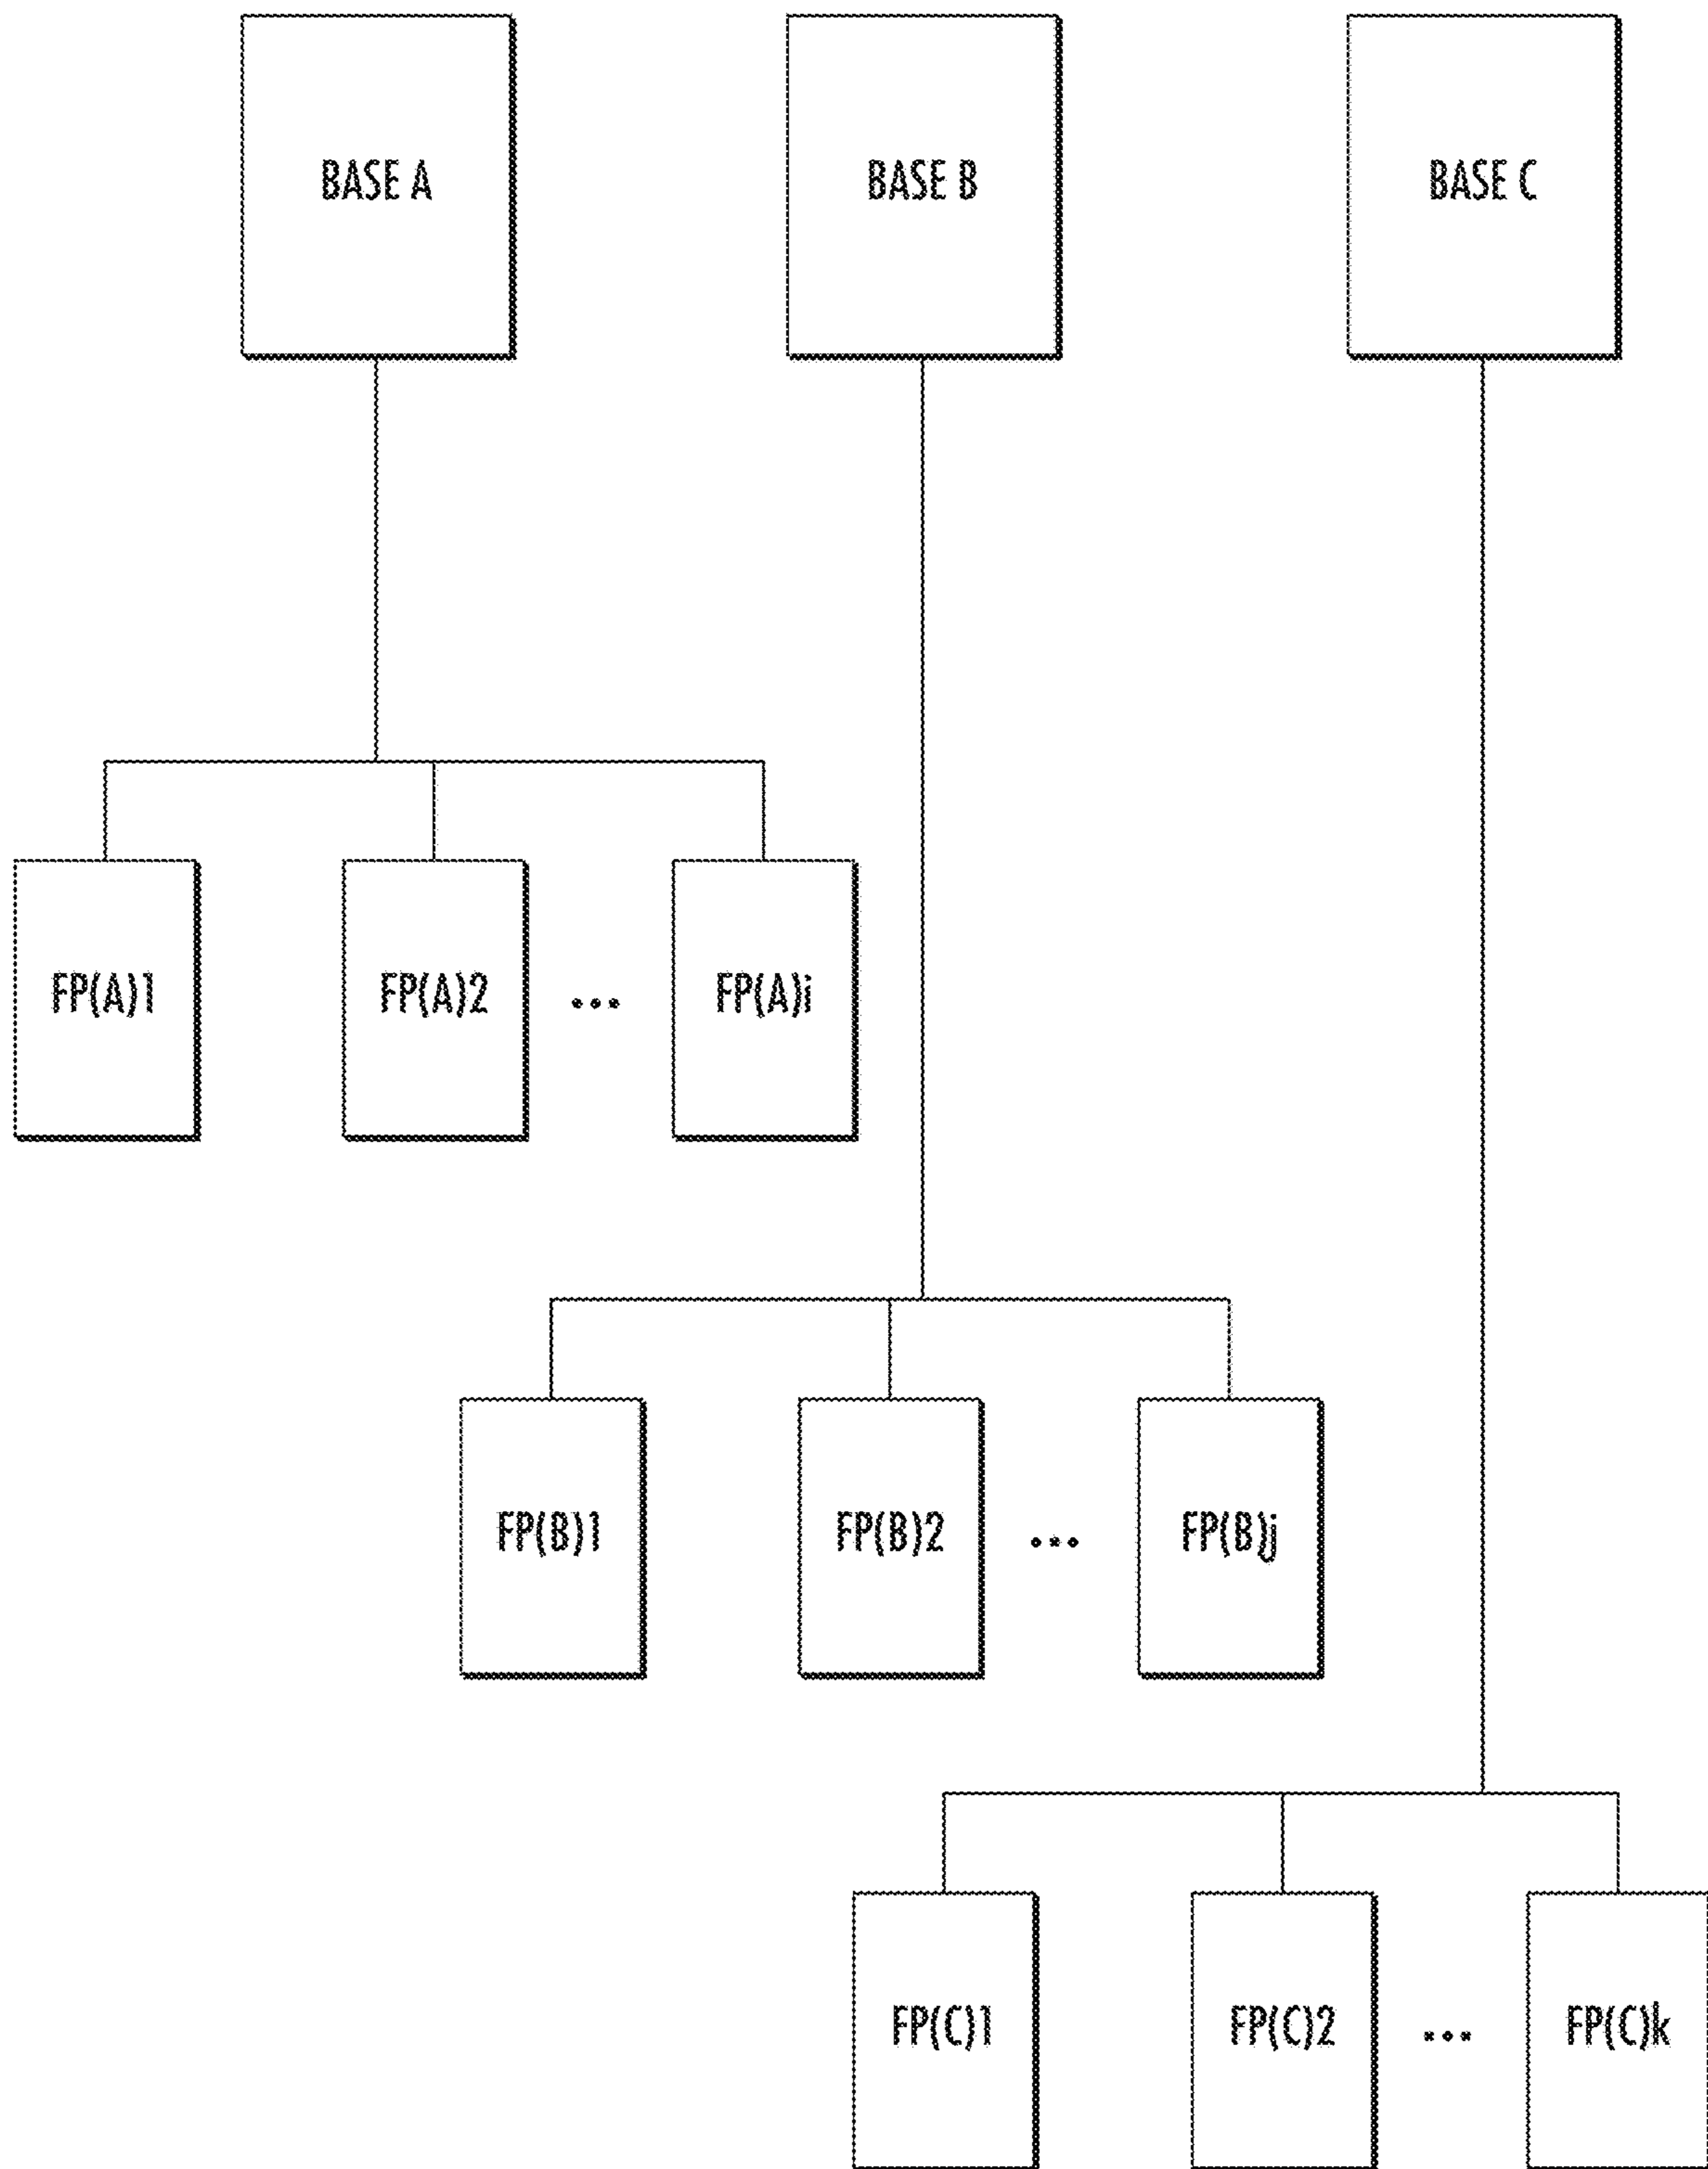 BASE A
BASE B
BASE C
FP(A)1
FP(A)2
...
FP(A)i
FP(B)1
FP(B)2
...
FP(B)j
FP(C)1
FP(C)2
...
FP(C)k